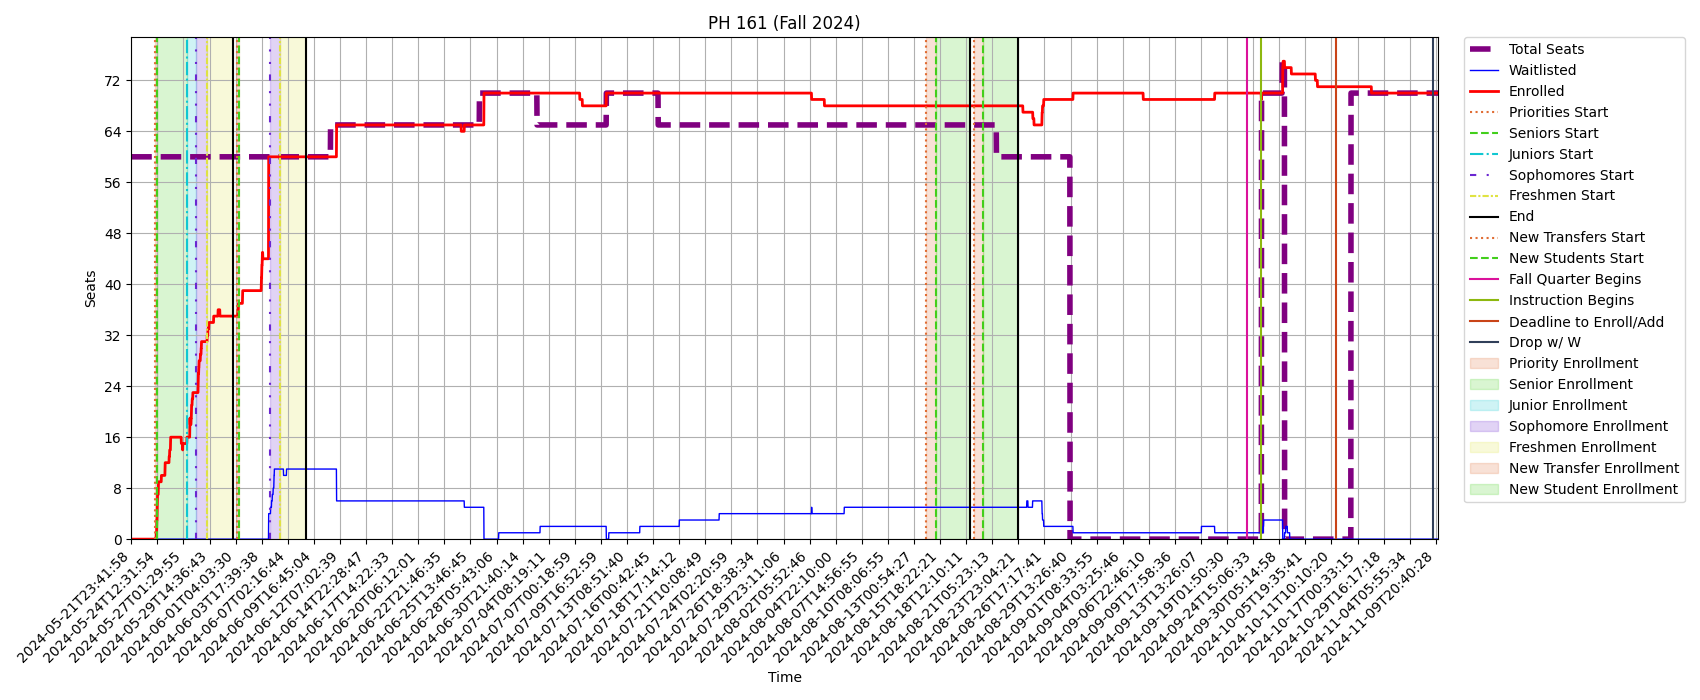 PH 161 (Fall 2024)
Seats
72
64
56
48
40
32
24
16
8
0
2024-05-21T23:41:58
2024-05-24T12:31:54
2024-05-27T01:29:55
2024-05-29T14:36:43
2024-06-01T04:03:30
2024-06-03T17:39:38
2024-06-07T02:16:44
2024-06-09T16:45:04
2024-06-12T07:02:39
2024-06-14T22:28:47
2024-06-17T14:22:33
2024-06-20T06:12:01
2024-06-22T21:46:35
2024-06-25T13:46:45
2024-06-28T05:43:06
2024-06-30T21:40:14
2024-07-04T08:19:11
2024-07-07T00:18:59
2024-07-09T16:52:59
2024-07-13T08:51:40
2024-07-16T00:42:45
2024-07-18T17:14:12
2024-07-21T10:08:49
2024-07-24T02:20:59
2024-07-26T18:38:34
2024-07-29T23:11:06
2024-08-02T05:52:46
2024-08-04T22:10:00
2024-08-07T14:56:55
2024-08-10T08:06:55
2024-08-13T00:54:27
2024-08-15T18:22:21
2024-08-18T12:10:11
2024-08-21T05:23:13
2024-08-23T23:04:21
2024-08-26T17:17:41
2024-08-29T13:26:40
2024-09-01T08:33:55
2024-09-04T03:25:46
2024-09-06T22:46:10
2024-09-09T17:58:36
2024-09-13T13:26:07
2024-09-19T01:50:30
2024-09-24T15:06:33
2024-09-30T05:14:58
2024-10-05T19:35:41
2024-10-11T10:10:20
2024-10-17T00:33:15
2024-10-29T16:17:18
2024-11-04T05:55:34
2024-11-09T20:40:28
Time
Total Seats
Waitlisted
Enrolled
Priorities Start
Seniors Start
Juniors Start
Sophomores Start
Freshmen Start
End
New Transfers Start
New Students Start
Fall Quarter Begins
Instruction Begins
Deadline to Enroll/Add
Drop w/ W
Priority Enrollment
Senior Enrollment
Junior Enrollment
Sophomore Enrollment
Freshmen Enrollment
New Transfer Enrollment
New Student Enrollment